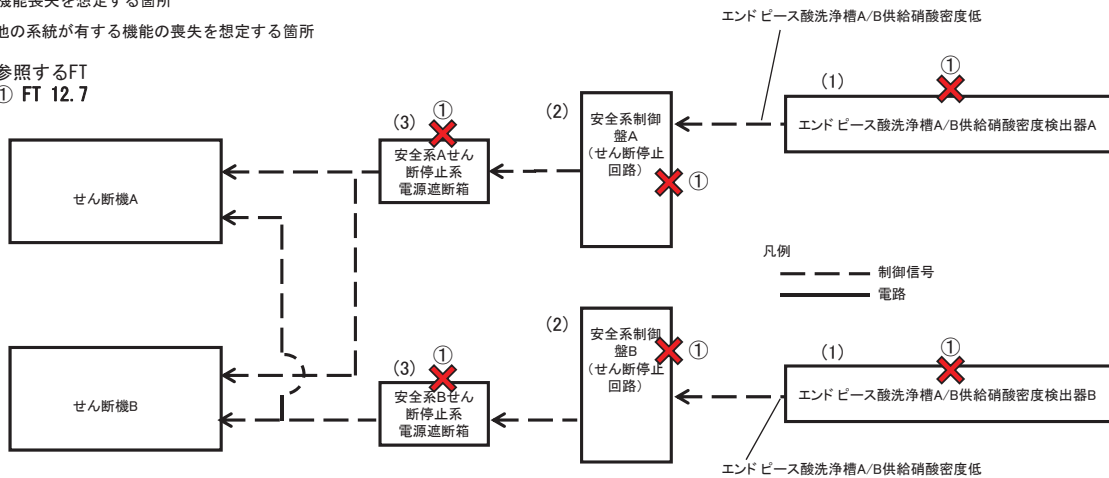 機能喪失を想定する箇所
他の系統が有する機能の喪失を想定する箇所
参照するFT
① FT 12.7
エンドピース酸洗浄槽A/B供給硝酸密度低
(1)
①
エンドピース酸洗浄槽A/B供給硝酸密度検出器A
(2)
安全系制御
盤A
(せん断停止
回路)
①
(3)
①
安全系Aせん
断停止系
電源遮断箱
せん断機A
凡例
制御信号
電路
(2)
安全系制御
盤B
(せん断停止
回路)
①
(1)
①
エンドピース酸洗浄槽A/B供給硝酸密度検出器B
(3)
①
安全系Bせん
断停止系
電源遮断箱
せん断機B
エンドピース酸洗浄槽A/B供給硝酸密度低